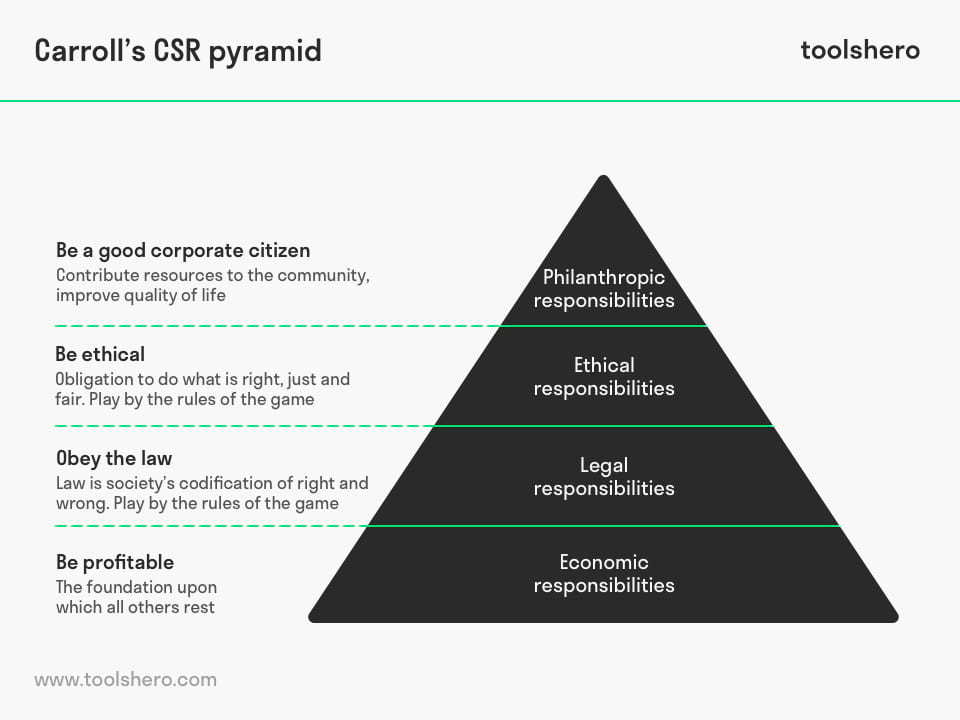 Carroll's CSR pyramid
toolshero
Be a good corporate citizen
Contribute resources to the community,
improve quality of life
Philanthropic
responsibilities
Be ethical
Obligation to do what is right, just and
fair. Play by the rules of the game
Ethical
responsibilities
Obey the law
Law is society's codification of right and
wrong. Play by the rules of the game
Legal
responsibilities
Be profitable
The foundation upon
which all others rest
Economic
responsibilities
www.toolshero.com